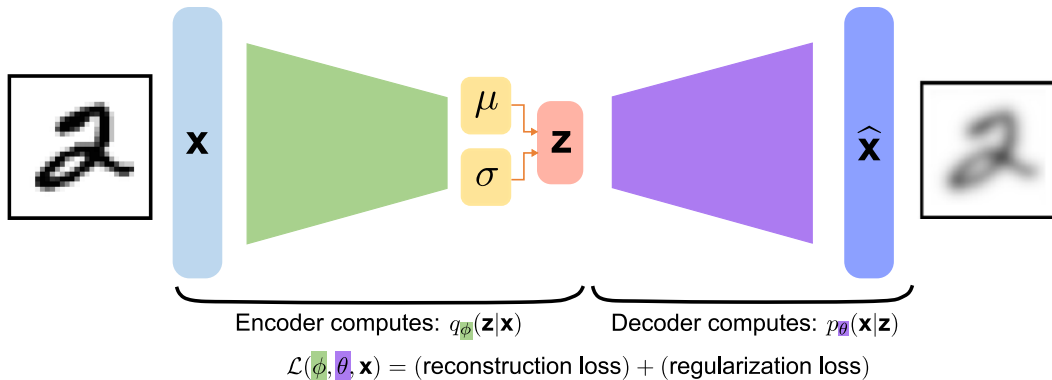 x
μ
σ
z
x̂
Encoder computes: q_ϕ(z|x)
Decoder computes: p_θ(x|z)
ℒ(ϕ, θ, x) = (reconstruction loss) + (regularization loss)